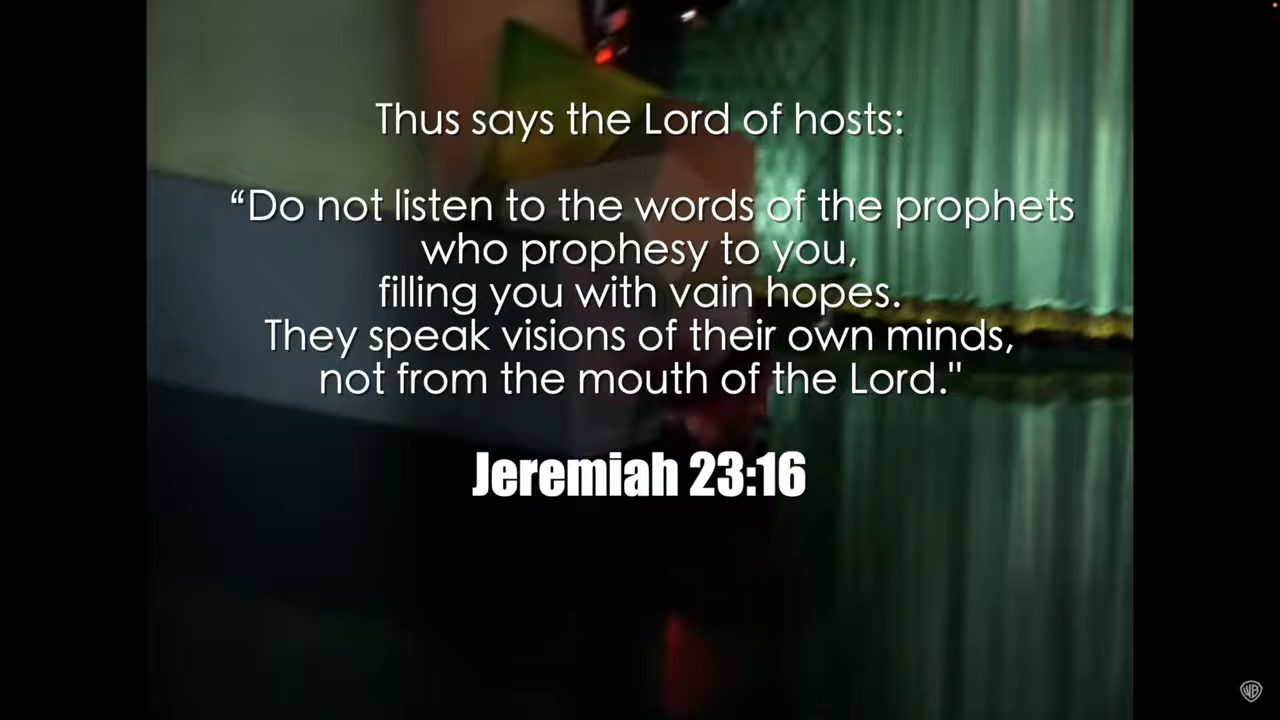 Thus says the Lord of hosts:
“Do not listen to the words of the prophets
who prophesy to you,
filling you with vain hopes.
They speak visions of their own minds,
not from the mouth of the Lord."
Jeremiah 23:16
WB